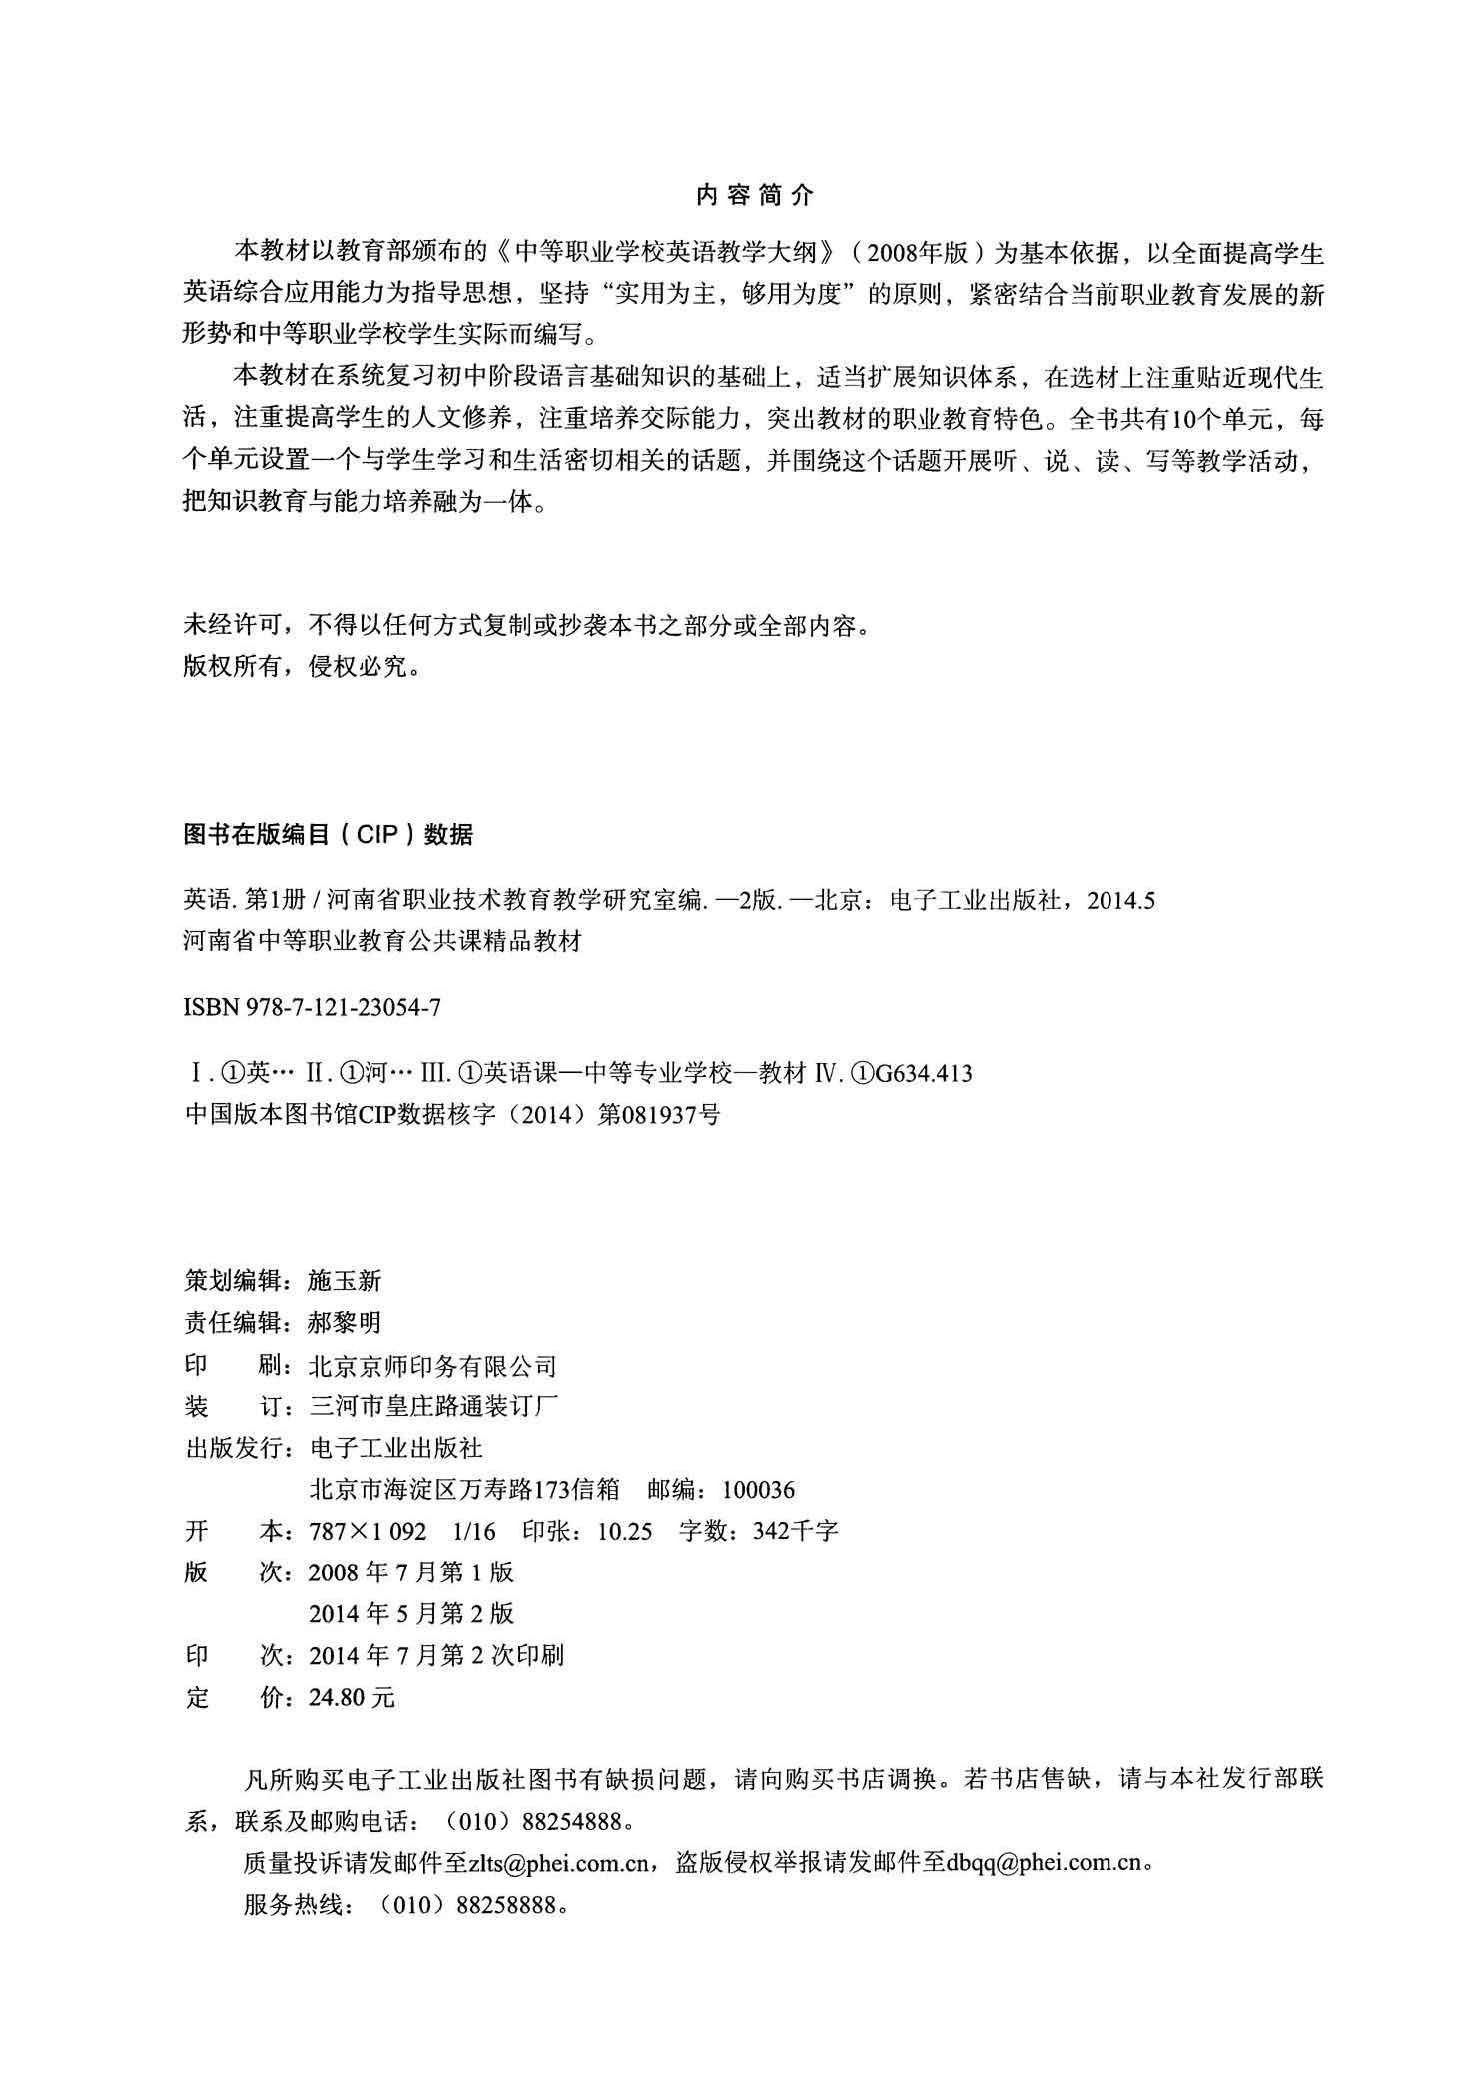 内容简介
本教材以教育部颁布的《中等职业学校英语教学大纲》（2008年版）为基本依据，以全面提高学生
英语综合应用能力为指导思想，坚持“实用为主，够用为度”的原则，紧密结合当前职业教育发展的新
形势和中等职业学校学生实际而编写。
本教材在系统复习初中阶段语言基础知识的基础上，适当扩展知识体系，在选材上注重贴近现代生
活，注重提高学生的人文修养，注重培养交际能力，突出教材的职业教育特色。全书共有10个单元，每
个单元设置一个与学生学习和生活密切相关的话题，并围绕这个话题开展听、说、读、写等教学活动，
把知识教育与能力培养融为一体。
未经许可，不得以任何方式复制或抄袭本书之部分或全部内容。
版权所有，侵权必究。
图书在版编目（CIP）数据
英语. 第1册 / 河南省职业技术教育教学研究室编. —2版. —北京：电子工业出版社，2014.5
河南省中等职业教育公共课精品教材
ISBN 978-7-121-23054-7
Ⅰ. ①英… Ⅱ. ①河… Ⅲ. ①英语课—中等专业学校—教材 Ⅳ. ①G634.413
中国版本图书馆CIP数据核字（2014）第081937号
策划编辑：施玉新
责任编辑：郝黎明
印　　刷：北京京师印务有限公司
装　　订：三河市皇庄路通装订厂
出版发行：电子工业出版社
北京市海淀区万寿路173信箱　邮编：100036
开　　本：787×1 092　1/16　印张：10.25　字数：342千字
版　　次：2008 年 7 月第 1 版
2014 年 5 月第 2 版
印　　次：2014 年 7 月第 2 次印刷
定　　价：24.80 元
凡所购买电子工业出版社图书有缺损问题，请向购买书店调换。若书店售缺，请与本社发行部联
系，联系及邮购电话：（010）88254888。
质量投诉请发邮件至zlts@phei.com.cn，盗版侵权举报请发邮件至dbqq@phei.com.cn。
服务热线：（010）88258888。